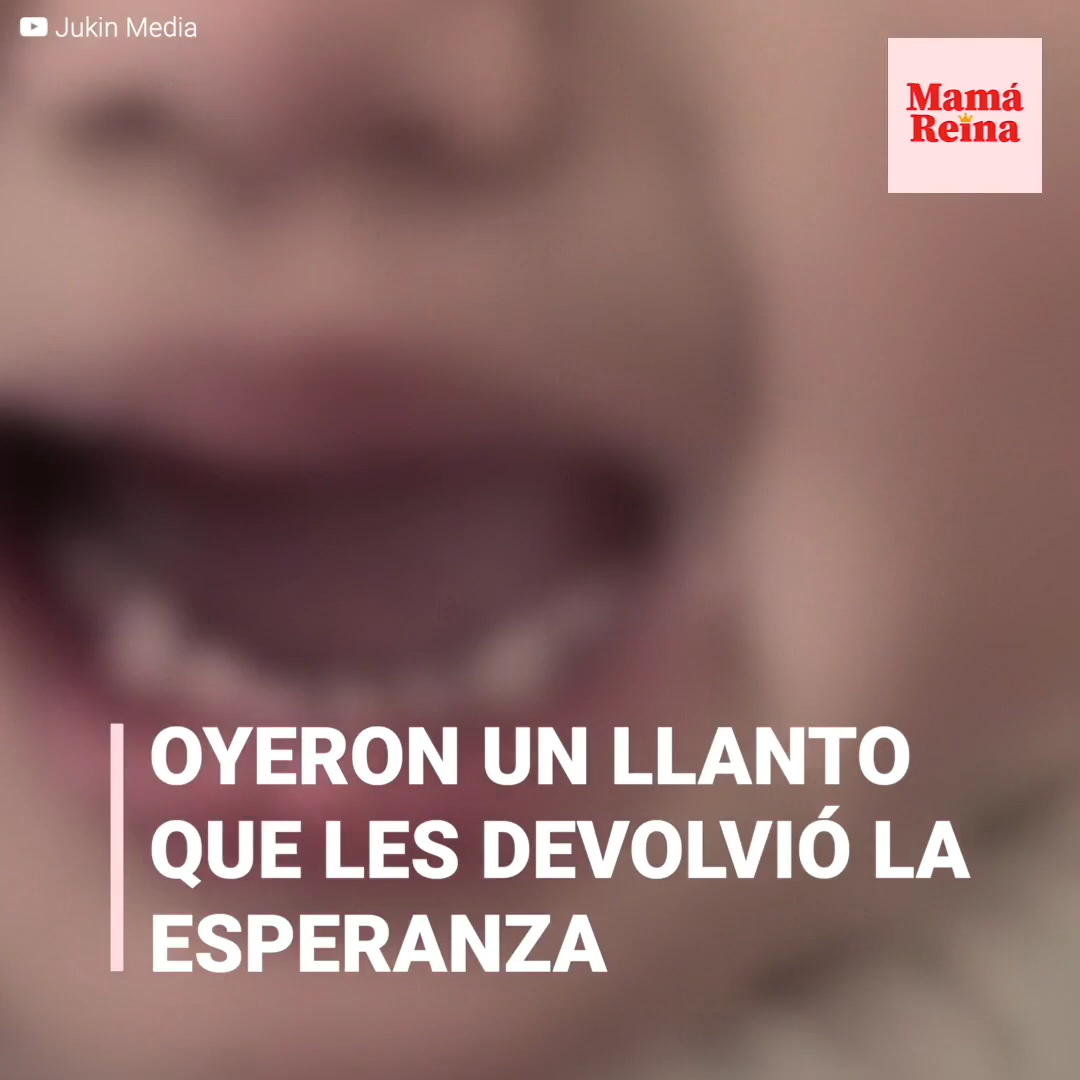 Jukin Media
Mamá
Reina
OYERON UN LLANTO
QUE LES DEVOLVIÓ LA
ESPERANZA